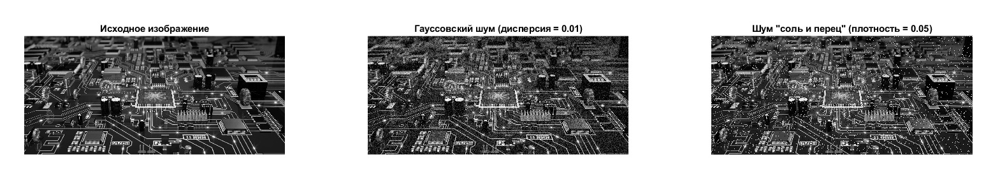 Исходное изображение
Гауссовский шум (дисперсия = 0.01)
Шум "соль и перец" (плотность = 0.05)